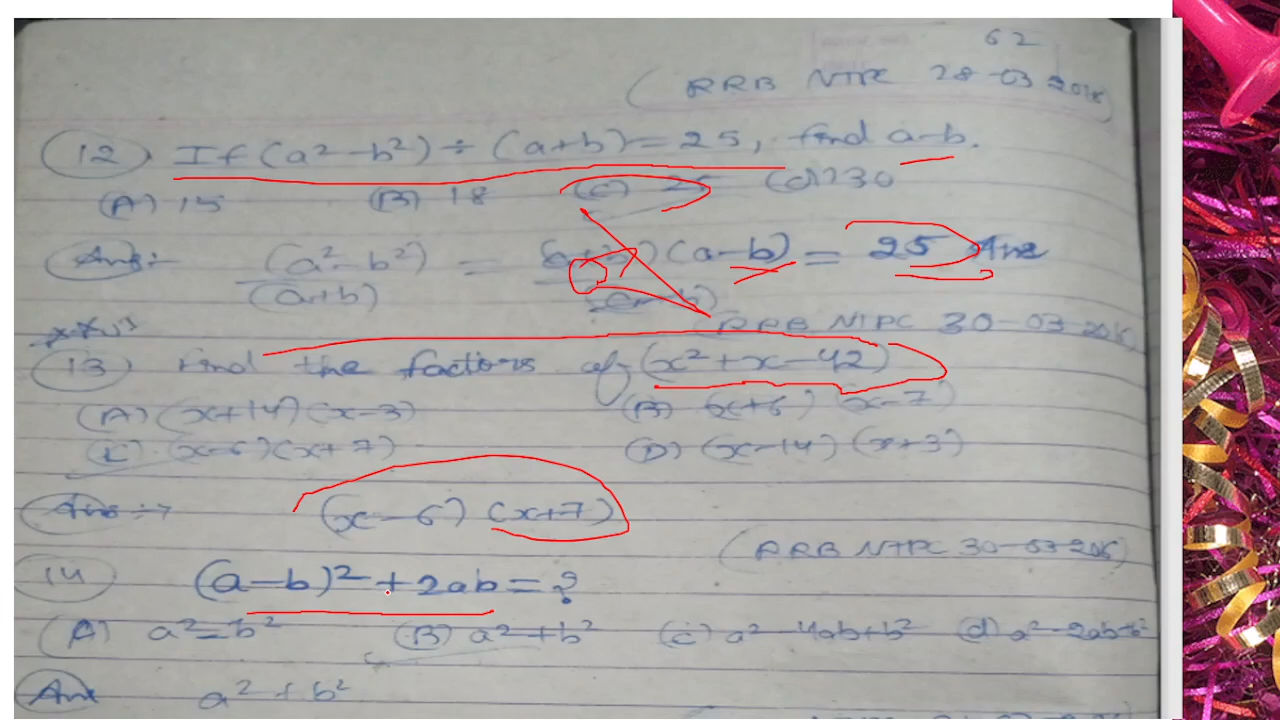 62
(RRB NTPC 28-03 2016)
(12) If (a²-b²) ÷ (a+b) = 25, find a-b.
(A) 15 (B) 18 (C) 25 (d) 30
Ans:- (a²-b²)/(a+b) = (a+b)(a-b)/(a+b) = 25 Ans
(RRB NTPC 30-03-2016)
(13) Find the factors of (x²+x-42)
(A) (x+14)(x-3) (B) (x+6) (x-7)
(C) (x-6)(x+7) (D) (x-14) (x+3)
Ans :- (x-6) (x+7)
(RRB NTPC 30-03-2016)
(14) (a-b)²+2ab = ?
(A) a²-b² (B) a²+b² (c) a²-4ab+b² (d) a²-2ab-b²
Ans a²+b²